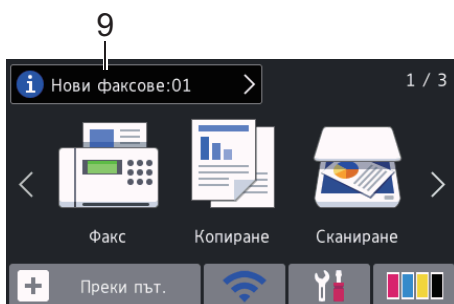 9
Нови факсове:01
1 / 3
Факс
Копиране
Сканиране
Преки път.